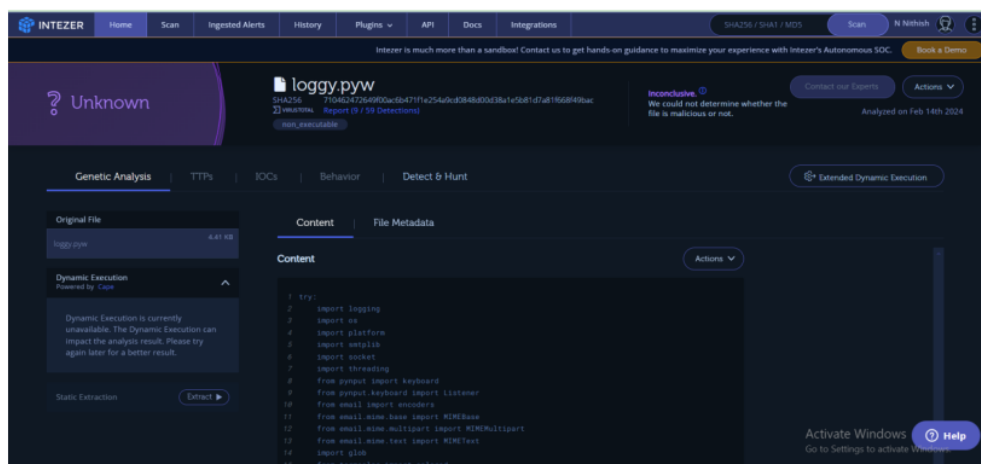 INTEZER Home Scan Ingested Alerts History Plugins API Docs Integrations SHA256 / SHA1 / MD5 Scan N Nithish
Intezer is much more than a sandbox! Contact us to get hands-on guidance to maximize your experience with Intezer's Autonomous SOC. Book a Demo
? Unknown
loggy.pyw
SHA256
VIRUSTOTAL Report (9 / 59 Detections)
non_executable
Inconclusive.
We could not determine whether the
file is malicious or not.
Contact our Experts Actions
Analyzed on Feb 14th 2024
Genetic Analysis | TTPs | IOCs | Behavior | Detect & Hunt
Extended Dynamic Execution
Original File
loggy.pyw 4.41 KB
Dynamic Execution
Powered by Cape
Dynamic Execution is currently
unavailable. The Dynamic Execution can
impact the analysis result. Please try
again later for a better result.
Static Extraction Extract
Content | File Metadata
Content Actions
1 try:
2 import logging
3 import os
4 import platform
5 import smtplib
6 import socket
7 import threading
8 from pynput import keyboard
9 from pynput.keyboard import Listener
10 from email import encoders
11 from email.mime.base import MIMEBase
12 from email.mime.multipart import MIMEMultipart
13 from email.mime.text import MIMEText
14 import glob
Activate Windows
Go to Settings to activate Windows.
Help